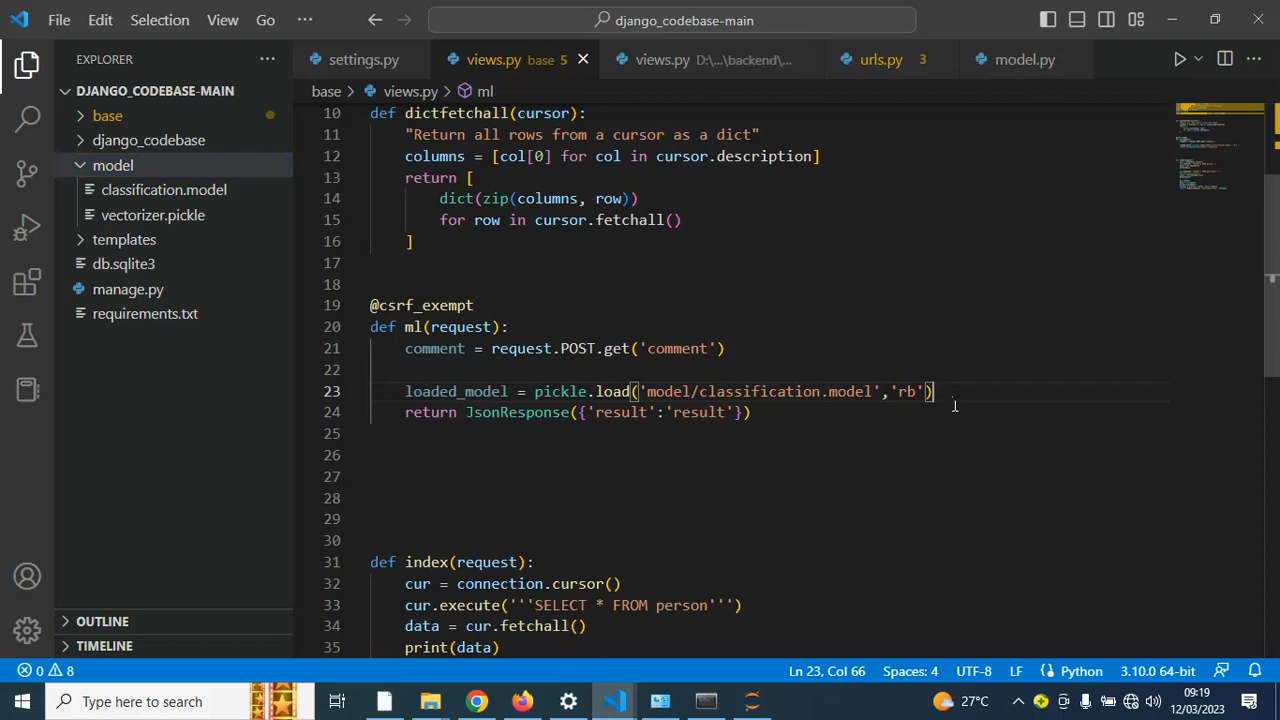 File Edit Selection View Go ··· django_codebase-main
EXPLORER ···
settings.py views.py base 5 views.py D:\...\backend\... urls.py 3 model.py
DJANGO_CODEBASE-MAIN
base > views.py > ml
base
django_codebase
model
classification.model
vectorizer.pickle
templates
db.sqlite3
manage.py
requirements.txt
OUTLINE
TIMELINE
10 def dictfetchall(cursor):
11 "Return all rows from a cursor as a dict"
12 columns = [col[0] for col in cursor.description]
13 return [
14 dict(zip(columns, row))
15 for row in cursor.fetchall()
16 ]
17
18
19 @csrf_exempt
20 def ml(request):
21 comment = request.POST.get('comment')
22
23 loaded_model = pickle.load('model/classification.model','rb')
24 return JsonResponse({'result':'result'})
25
26
27
28
29
30
31 def index(request):
32 cur = connection.cursor()
33 cur.execute('''SELECT * FROM person''')
34 data = cur.fetchall()
35 print(data)
0 8 Ln 23, Col 66 Spaces: 4 UTF-8 LF Python 3.10.0 64-bit
Type here to search 27°C 09:19
12/03/2023